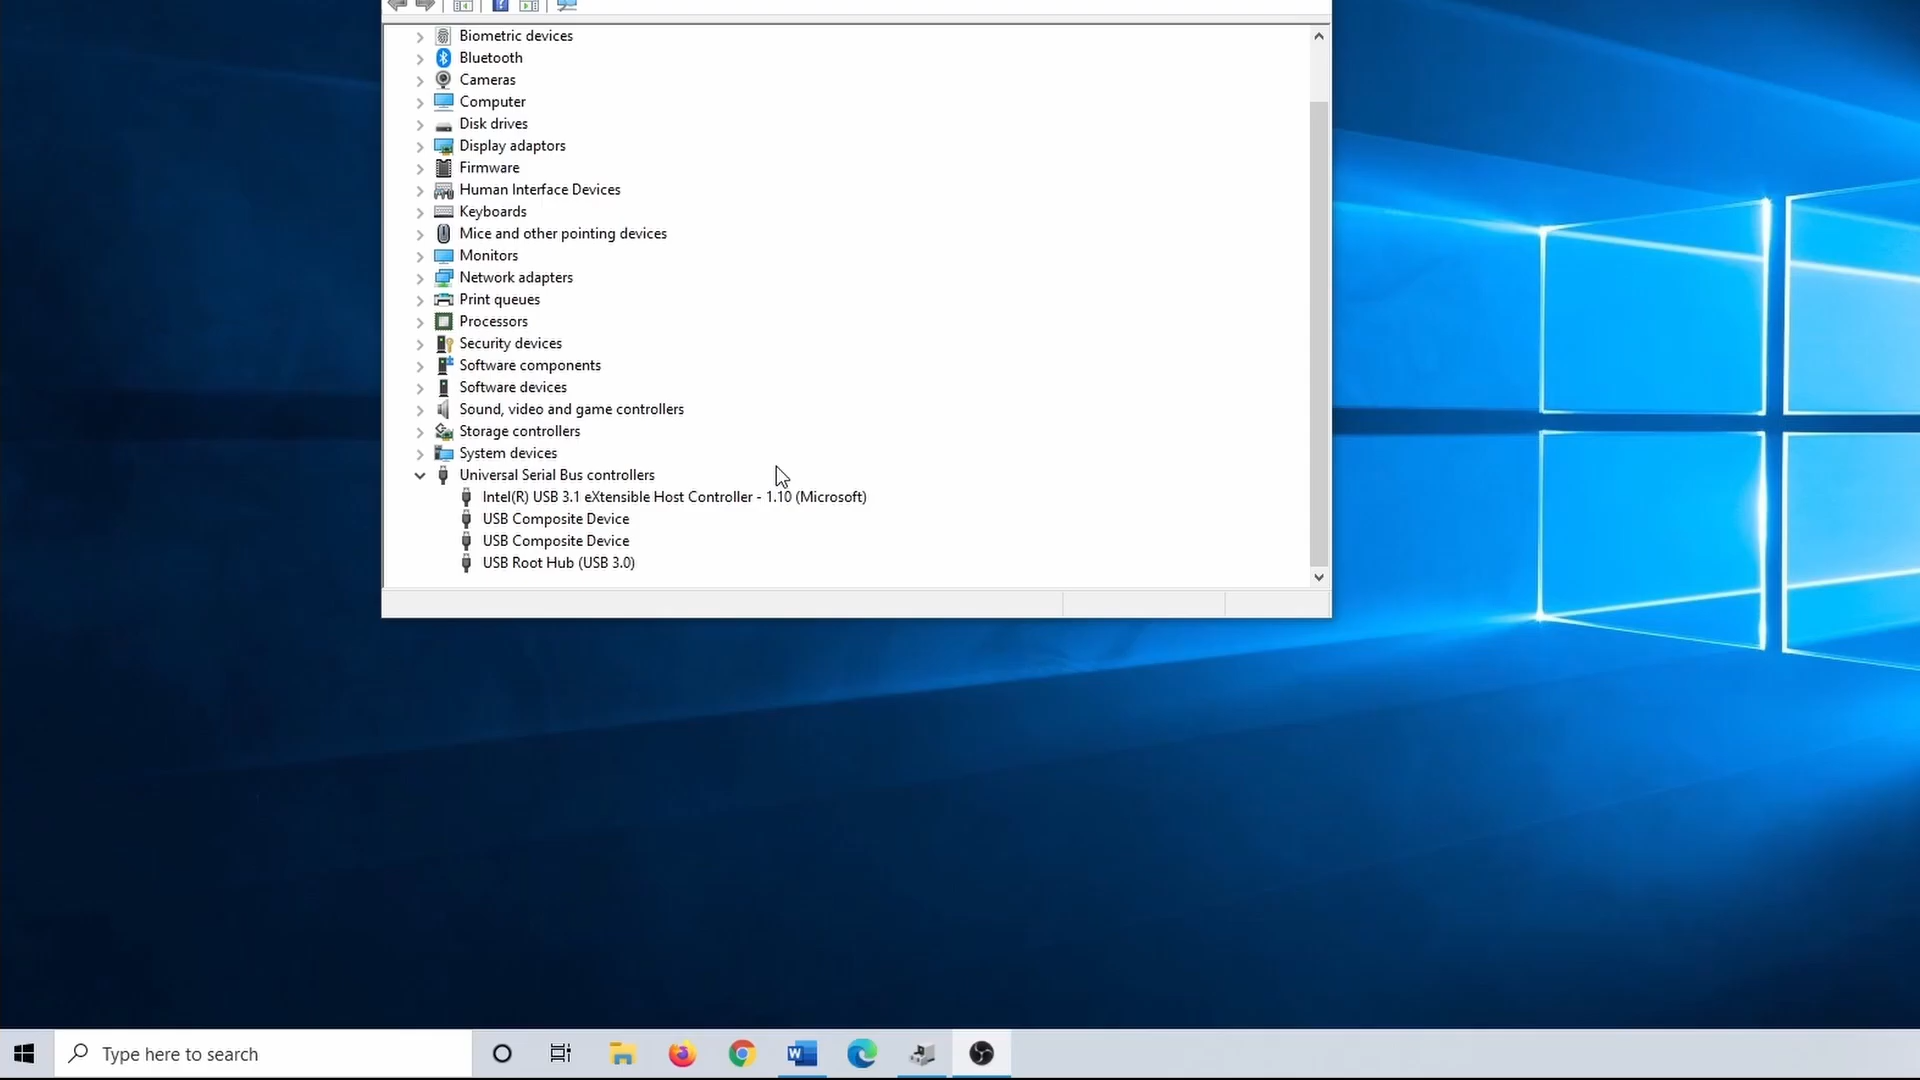 Biometric devices
Bluetooth
Cameras
Computer
Disk drives
Display adaptors
Firmware
Human Interface Devices
Keyboards
Mice and other pointing devices
Monitors
Network adapters
Print queues
Processors
Security devices
Software components
Software devices
Sound, video and game controllers
Storage controllers
System devices
Universal Serial Bus controllers
Intel(R) USB 3.1 eXtensible Host Controller - 1.10 (Microsoft)
USB Composite Device
USB Composite Device
USB Root Hub (USB 3.0)
Type here to search